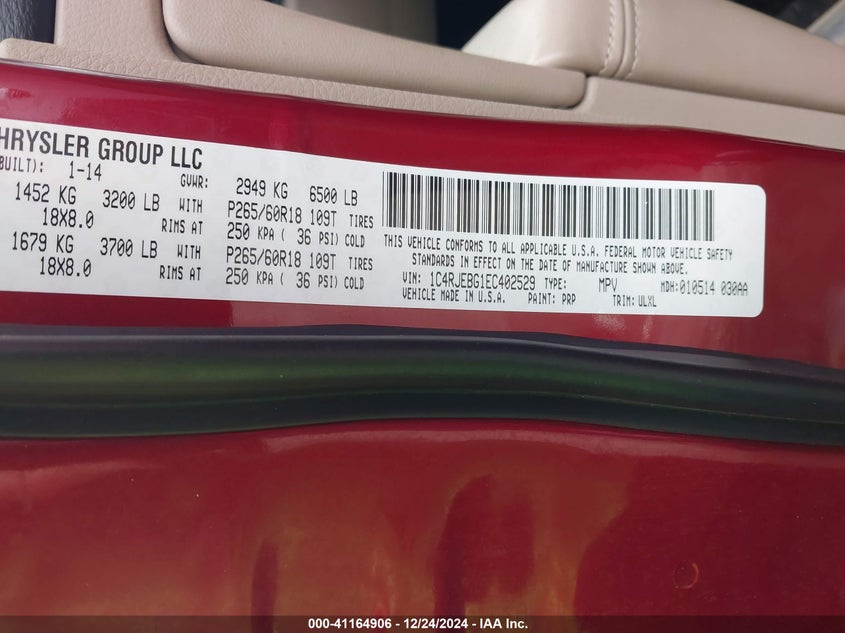 HRYSLER GROUP LLC
BUILT): 1-14 GVWR: 2949 KG 6500 LB
1452 KG 3200 LB WITH P265/60R18 109T TIRES
18X8.0 RIMS AT 250 KPA ( 36 PSI) COLD
1679 KG 3700 LB WITH P265/60R18 109T TIRES
18X8.0 RIMS AT 250 KPA ( 36 PSI) COLD
THIS VEHICLE CONFORMS TO ALL APPLICABLE U.S.A. FEDERAL MOTOR VEHICLE SAFETY
STANDARDS IN EFFECT ON THE DATE OF MANUFACTURE SHOWN ABOVE.
VIN: 1C4RJEBG1EC402529 TYPE: MPV MDH:010514 030AA
VEHICLE MADE IN U.S.A. PAINT: PRP TRIM: ULXL
000-41164906 - 12/24/2024 - IAA Inc.